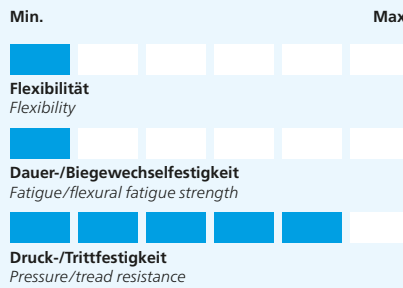 Min. Max
Flexibilität
Flexibility
Dauer-/Biegewechselfestigkeit
Fatigue/flexural fatigue strength
Druck-/Trittfestigkeit
Pressure/tread resistance